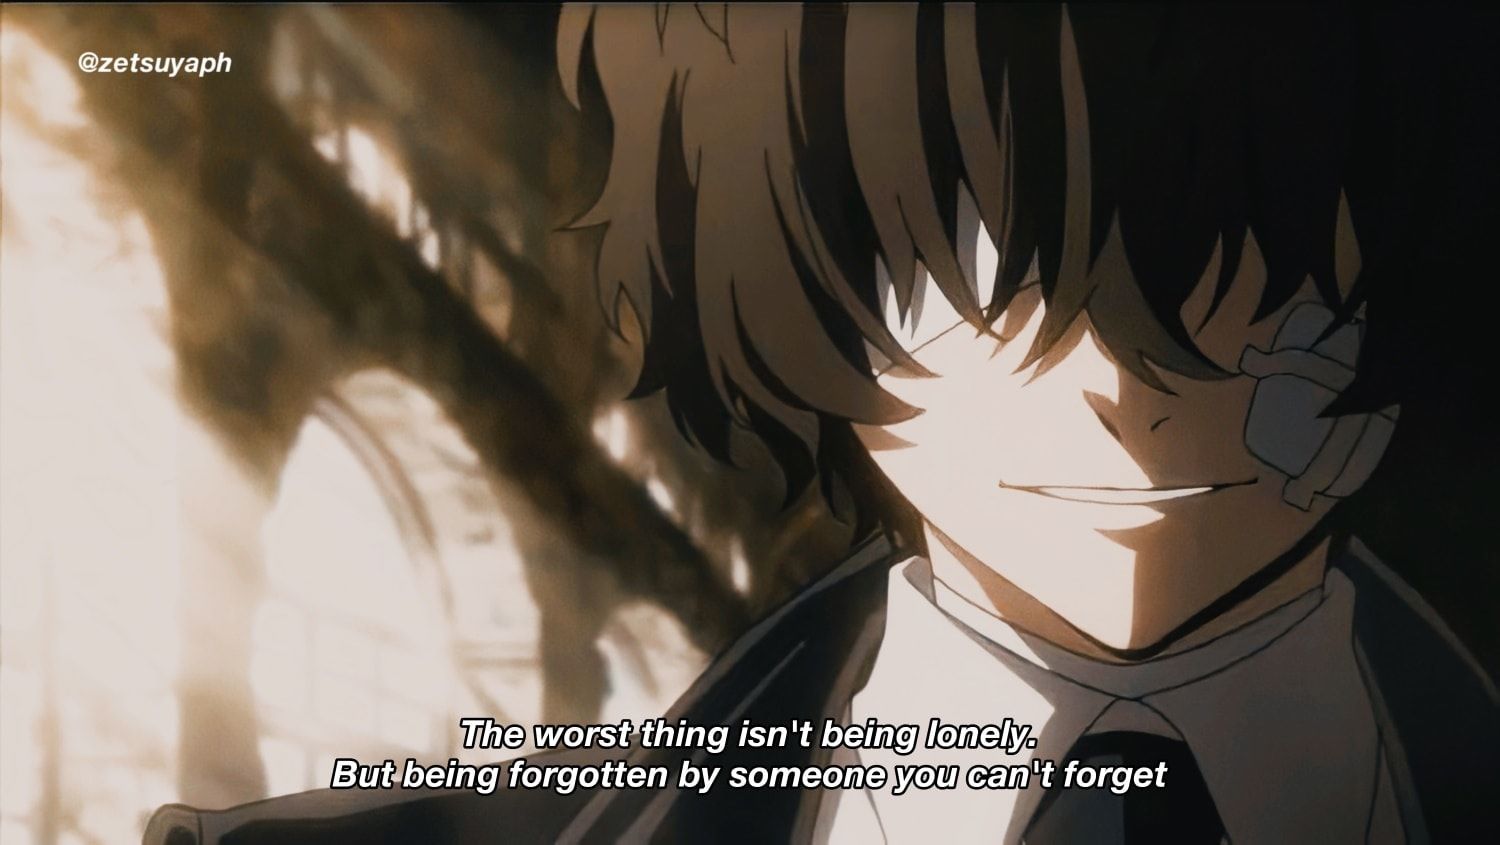 @zetsuyaph
The worst thing isn't being lonely.
But being forgotten by someone you can't forget